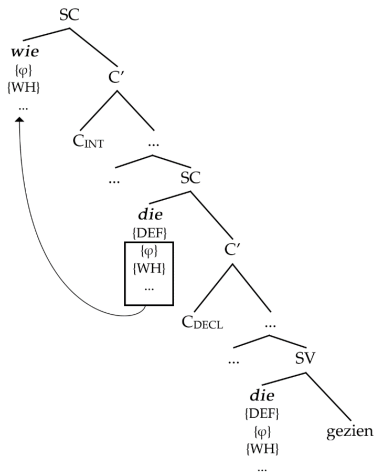 SC
wie
{φ}
{WH}
...
C′
C_INT
...
...
SC
die
{DEF}
{φ}
{WH}
...
C′
C_DECL
...
...
SV
die
{DEF}
{φ}
{WH}
...
gezien